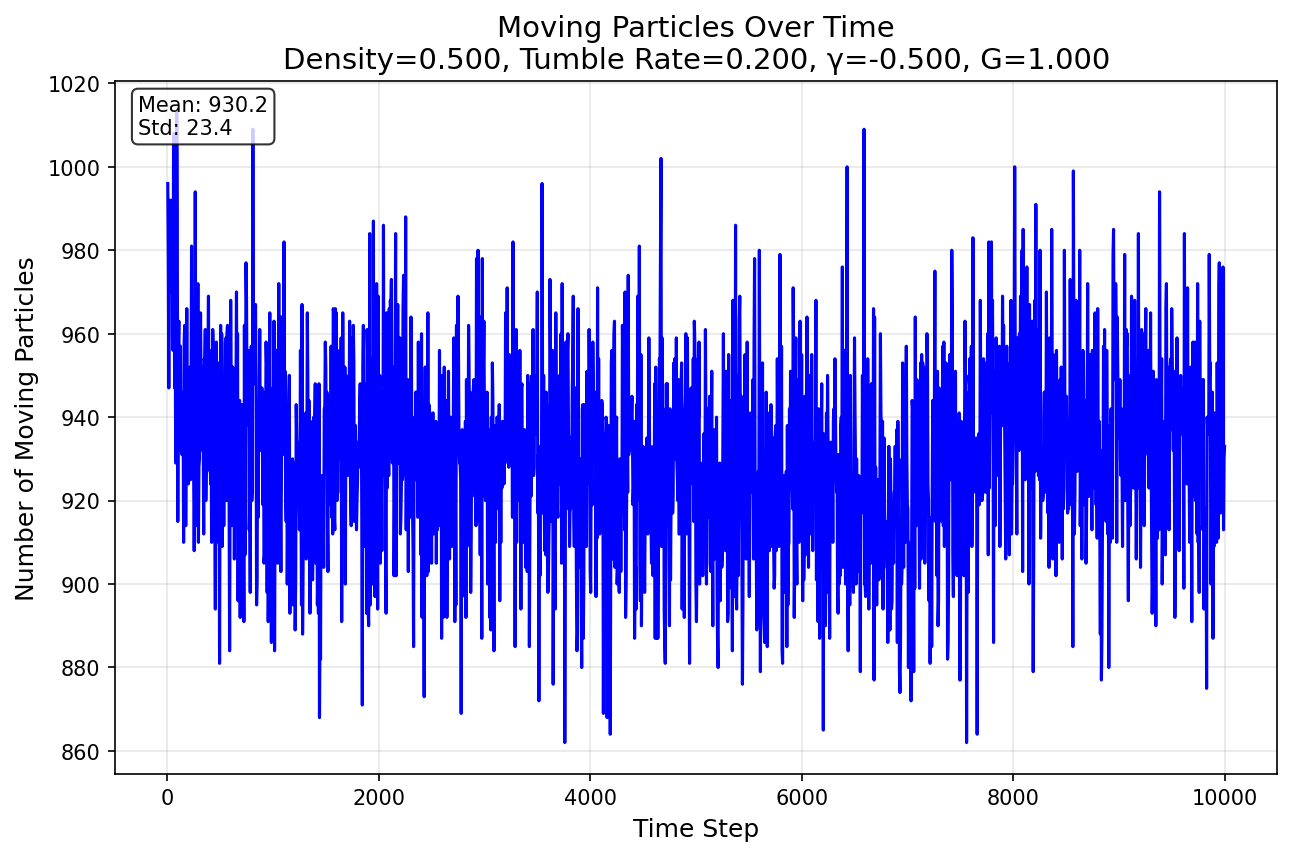 Moving Particles Over Time
Density=0.500, Tumble Rate=0.200, γ=-0.500, G=1.000
Mean: 930.2
Std: 23.4
Number of Moving Particles
1020
1000
980
960
940
920
900
880
860
0 2000 4000 6000 8000 10000
Time Step